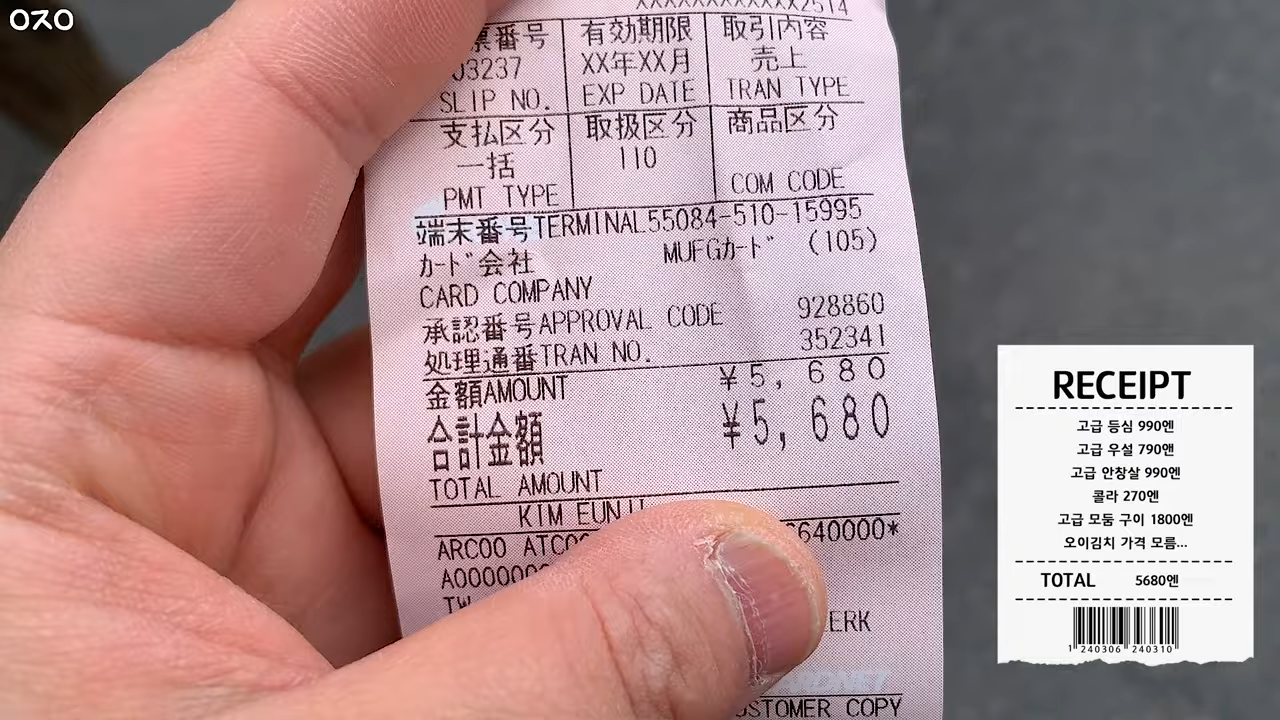 OZO
XXXXXXXXXXXX2514
票番号 有効期限 取引内容
03237 XX年XX月 売上
SLIP NO. EXP DATE TRAN TYPE
支払区分 取扱区分 商品区分
一括 110
PMT TYPE COM CODE
端末番号TERMINAL55084-510-15995
カード会社 MUFGカード (105)
CARD COMPANY
承認番号APPROVAL CODE 928860
処理通番TRAN NO. 352341
金額AMOUNT ¥5,680
合計金額 ¥5,680
TOTAL AMOUNT
KIM EUNJI
ARC00 ATC00 640000*
TW
ERK
CUSTOMER COPY
RECEIPT
고급 등심 990엔
고급 우설 790엔
고급 안창살 990엔
콜라 270엔
고급 모둠 구이 1800엔
오이김치 가격 모름...
TOTAL 5680엔
1 240306 240310